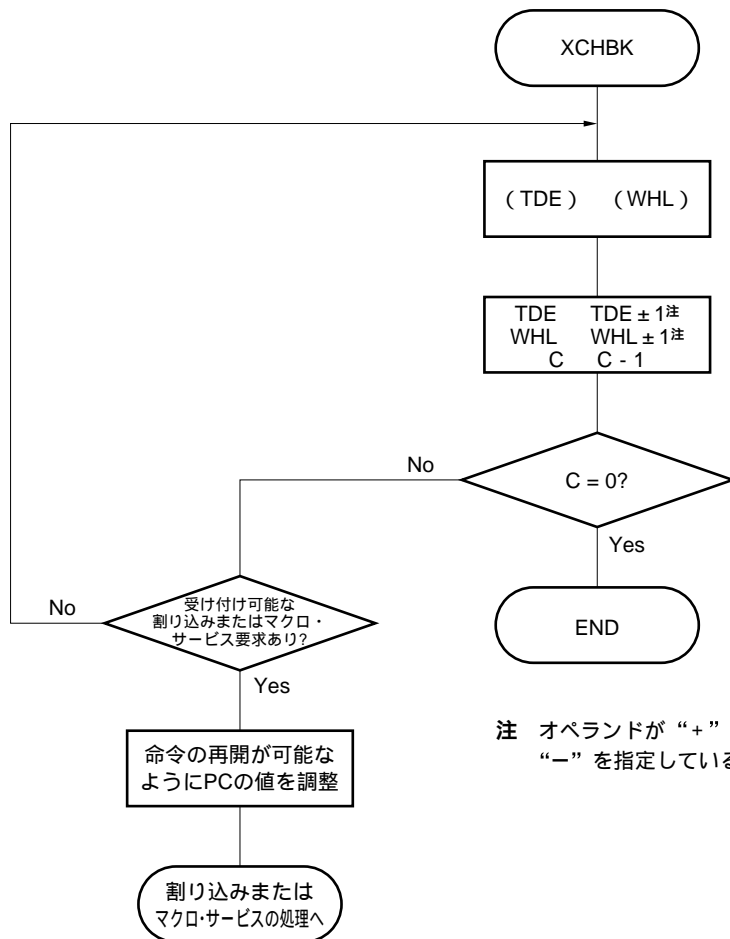 XCHBK
（TDE） （WHL）
TDE TDE ± 1注
WHL WHL ± 1注
C C - 1
C = 0?
No
Yes
END
受け付け可能な
割り込みまたはマクロ・
サービス要求あり?
No
Yes
命令の再開が可能な
ようにPCの値を調整
割り込みまたは
マクロ・サービスの処理へ
注 オペランドが“+”
“－”を指定している